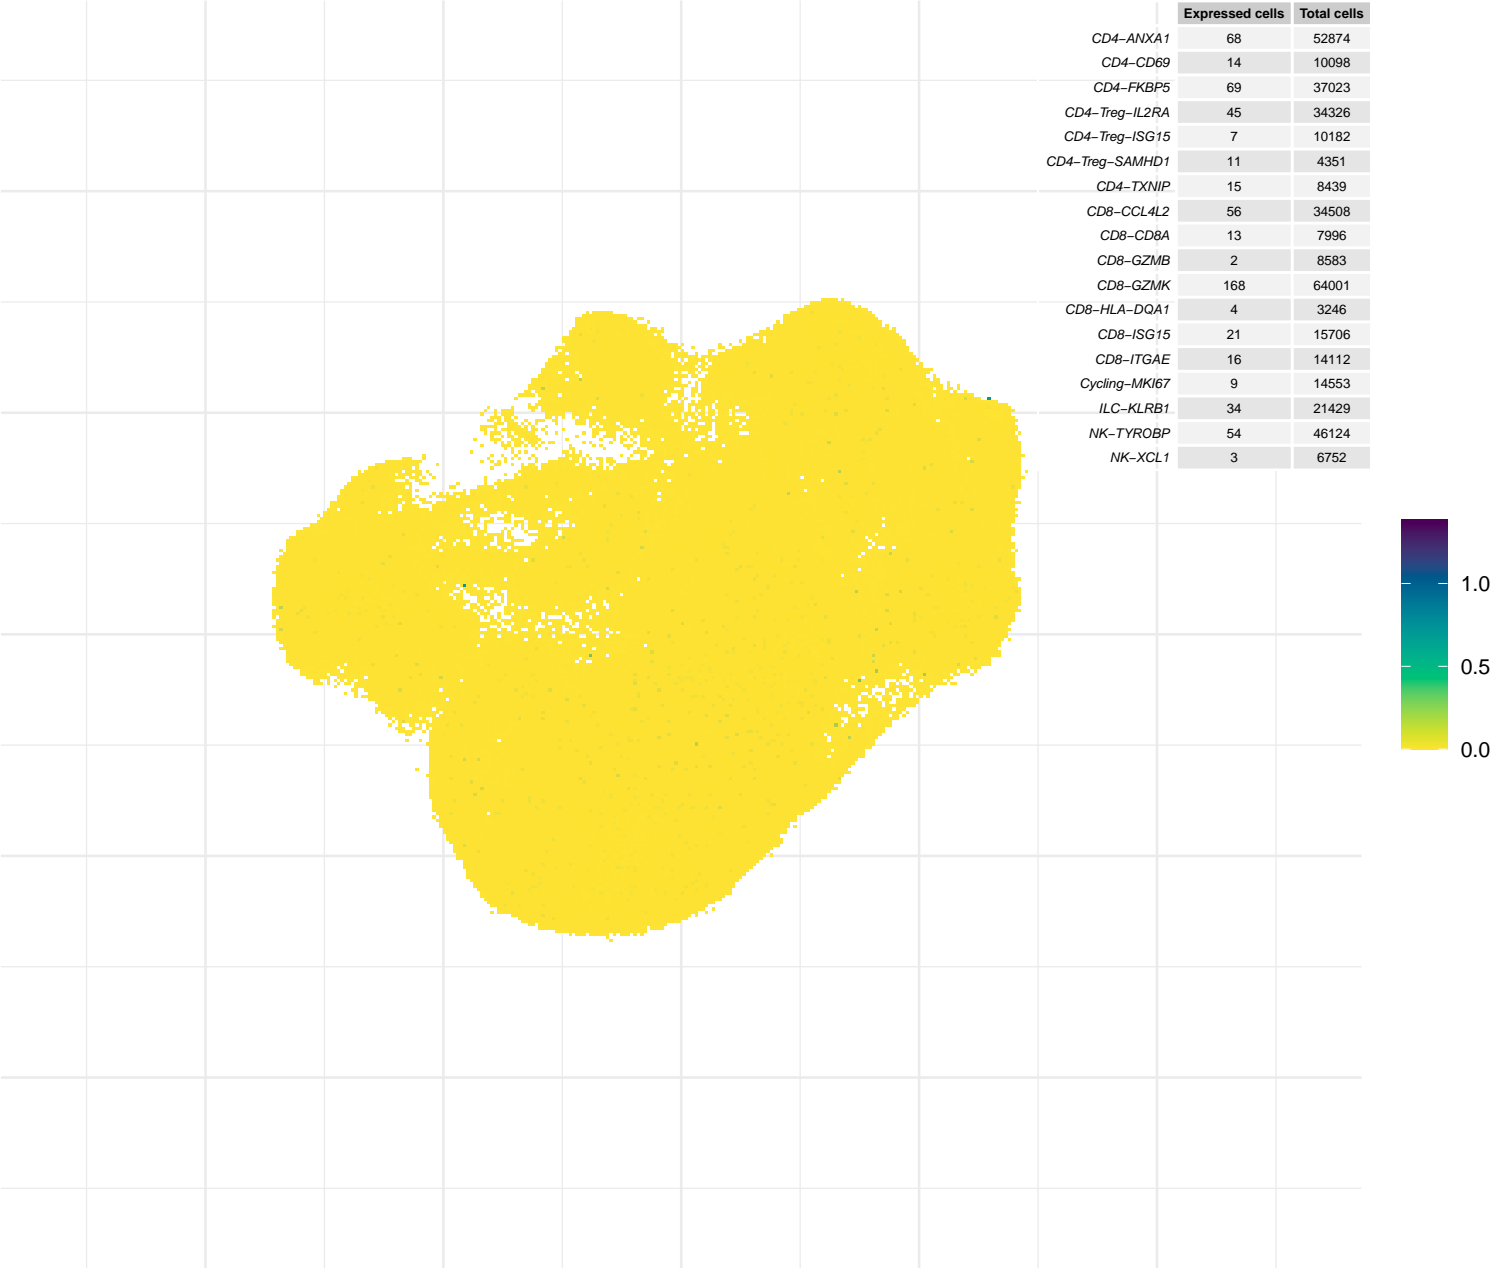 Expressed cells Total cells
CD4−ANXA1 68 52874
CD4−CD69 14 10098
CD4−FKBP5 69 37023
CD4−Treg−IL2RA 45 34326
CD4−Treg−ISG15 7 10182
CD4−Treg−SAMHD1 11 4351
CD4−TXNIP 15 8439
CD8−CCL4L2 56 34508
CD8−CD8A 13 7996
CD8−GZMB 2 8583
CD8−GZMK 168 64001
CD8−HLA−DQA1 4 3246
CD8−ISG15 21 15706
CD8−ITGAE 16 14112
Cycling−MKI67 9 14553
ILC−KLRB1 34 21429
NK−TYROBP 54 46124
NK−XCL1 3 6752
1.0
0.5
0.0